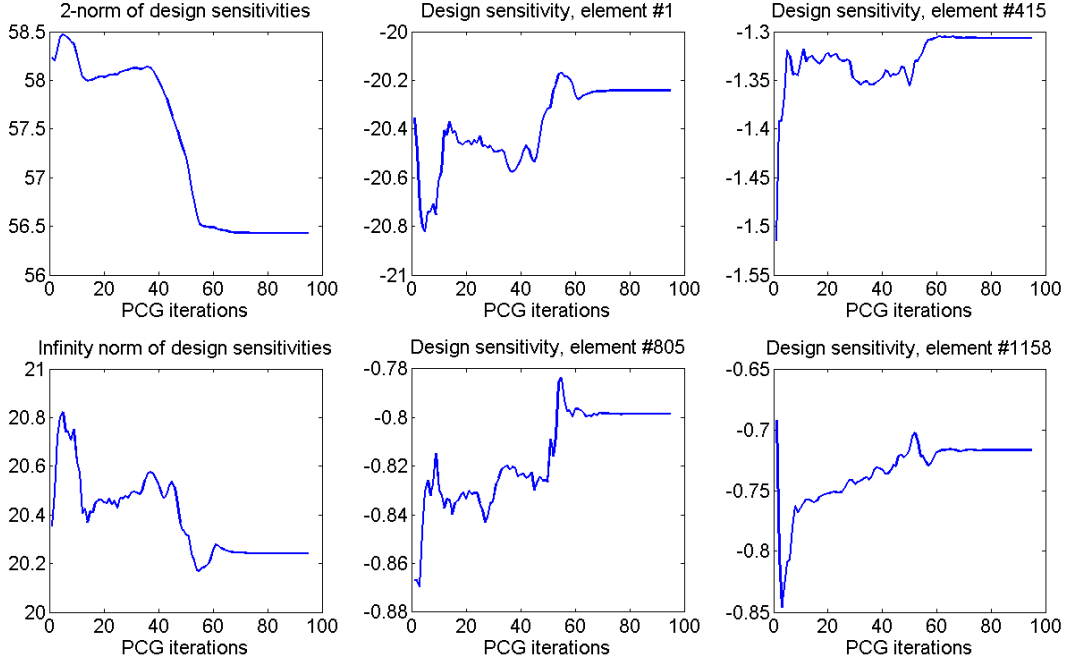 2-norm of design sensitivities
58.5
58
57.5
57
56.5
56
0 20 40 60 80 100
PCG iterations
Design sensitivity, element #1
-20
-20.2
-20.4
-20.6
-20.8
-21
0 20 40 60 80 100
PCG iterations
Design sensitivity, element #415
-1.3
-1.35
-1.4
-1.45
-1.5
-1.55
0 20 40 60 80 100
PCG iterations
Infinity norm of design sensitivities
21
20.8
20.6
20.4
20.2
20
0 20 40 60 80 100
PCG iterations
Design sensitivity, element #805
-0.78
-0.8
-0.82
-0.84
-0.86
-0.88
0 20 40 60 80 100
PCG iterations
Design sensitivity, element #1158
-0.65
-0.7
-0.75
-0.8
-0.85
0 20 40 60 80 100
PCG iterations